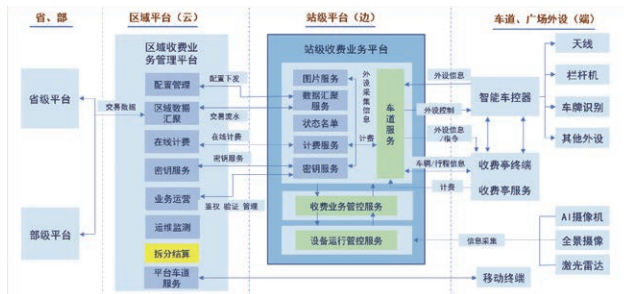 省、部
区域平台（云）
站级平台（边）
车道、广场外设（端）
省级平台
部级平台
交易数据
区域收费业
务管理平台
配置管理
区域数据
汇聚
在线计费
密钥服务
业务运营
运维监测
拆分结算
平台车道
服务
配置下发
交易流水
在线计费
密钥服务
鉴权 验证 管理
站级收费业务平台
图片服务
数据汇聚
服务
状态名单
计费服务
密钥服务
外设采集信息
计费
车道服务
收费业务管控服务
设备运行管控服务
外设信息
外设控制
外设信息
/指令
车辆/行程信息
计费
信息采集
智能车控器
收费亭终端
收费亭服务
移动终端
天线
栏杆机
车牌识别
其他外设
AI摄像机
全景摄像
激光雷达